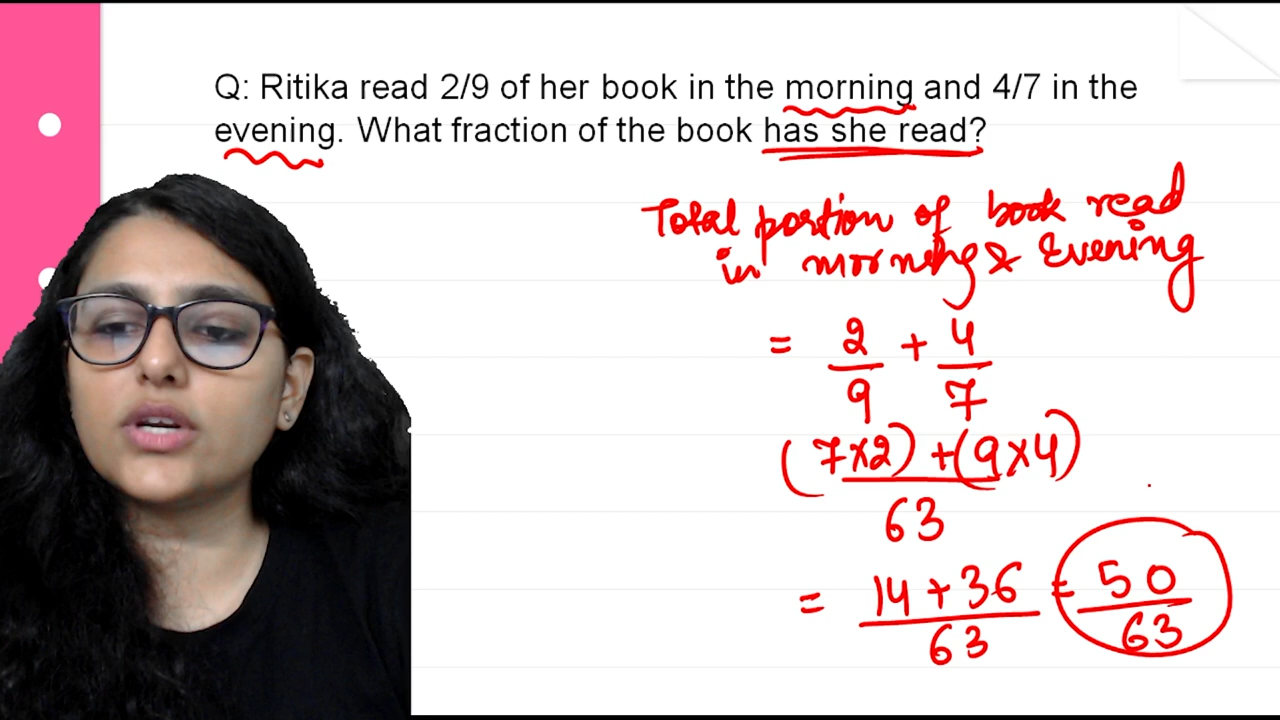 Q: Ritika read 2/9 of her book in the morning and 4/7 in the
evening. What fraction of the book has she read?
Total portion of book read
in morning & Evening
= 2/9 + 4/7
(7×2) + (9×4)
63
= 14 + 36 / 63 = 50 / 63